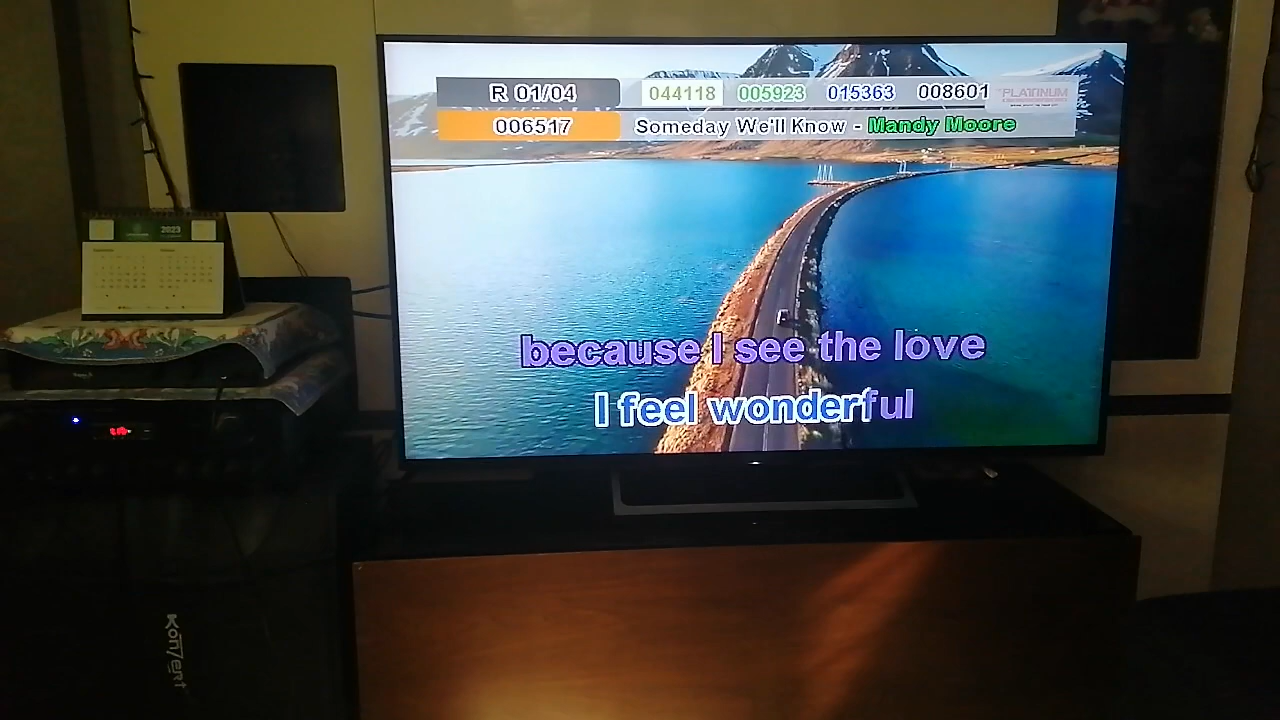 R 01/04 044118 005923 015363 008601 PLATINUM
006517 Someday We'll Know - Mandy Moore
because I see the love
I feel wonderful
2023
Konzert